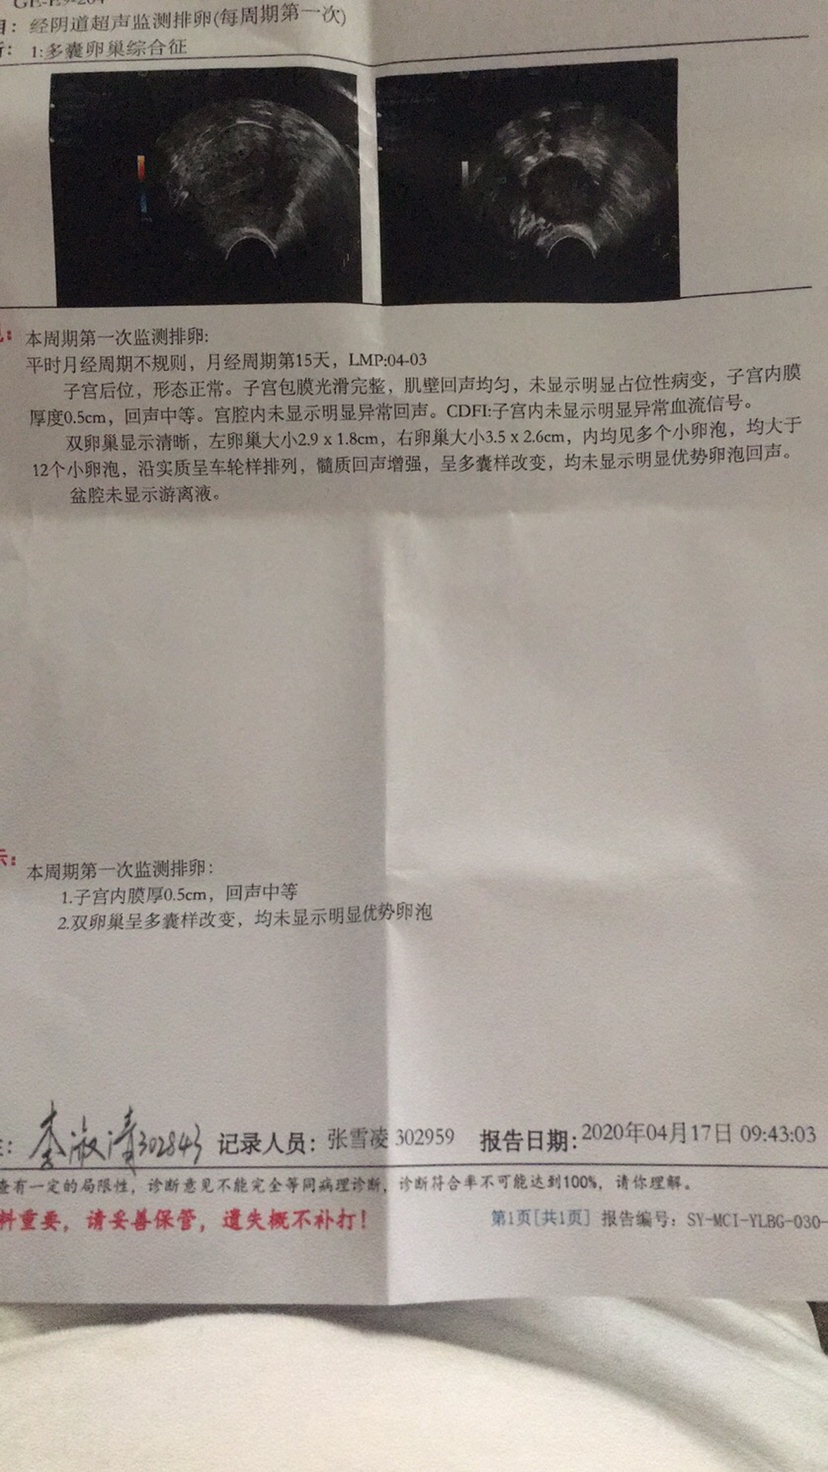 目：经阴道超声监测排卵(每周期第一次)
1:多囊卵巢综合征
本周期第一次监测排卵:
平时月经周期不规则，月经周期第15天，LMP:04-03
子宫后位，形态正常。子宫包膜光滑完整，肌壁回声均匀，未显示明显占位性病变，子宫内膜
厚度0.5cm，回声中等。宫腔内未显示明显异常回声。CDFI:子宫内未显示明显异常血流信号。
双卵巢显示清晰，左卵巢大小2.9 x 1.8cm，右卵巢大小3.5 x 2.6cm，内均见多个小卵泡，均大于
12个小卵泡，沿实质呈车轮样排列，髓质回声增强，呈多囊样改变，均未显示明显优势卵泡回声。
盆腔未显示游离液。
示：
本周期第一次监测排卵：
1.子宫内膜厚0.5cm，回声中等
2.双卵巢呈多囊样改变，均未显示明显优势卵泡
302843 记录人员：张雪凌 302959 报告日期：2020年04月17日 09:43:03
查有一定的局限性，诊断意见不能完全等同病理诊断，诊断符合率不可能达到100%，请你理解。
料重要，请妥善保管，遗失概不补打！ 第1页[共1页] 报告编号：SY-MCI-YLBG-030-